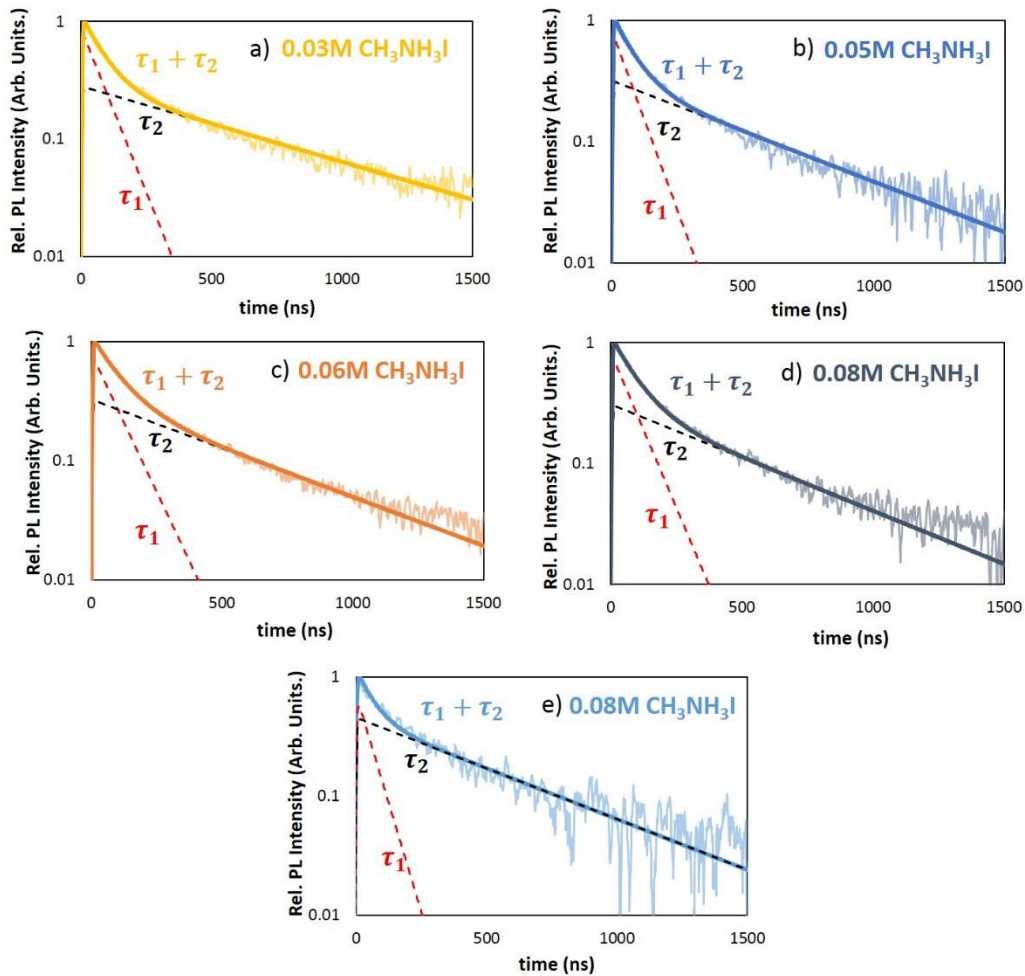 a) 0.03M CH₃NH₃I
Rel. PL Intensity (Arb. Units.)
1
0.1
0.01
τ₁ + τ₂
τ₂
τ₁
0 500 1000 1500
time (ns)
b) 0.05M CH₃NH₃I
Rel. PL Intensity (Arb. Units.)
1
0.1
0.01
τ₁ + τ₂
τ₂
τ₁
0 500 1000 1500
time (ns)
c) 0.06M CH₃NH₃I
Rel. PL Intensity (Arb. Units.)
1
0.1
0.01
τ₁ + τ₂
τ₂
τ₁
0 500 1000 1500
time (ns)
d) 0.08M CH₃NH₃I
Rel. PL Intensity (Arb. Units.)
1
0.1
0.01
τ₁ + τ₂
τ₂
τ₁
0 500 1000 1500
time (ns)
e) 0.08M CH₃NH₃I
Rel. PL Intensity (Arb. Units.)
1
0.1
0.01
τ₁ + τ₂
τ₂
τ₁
0 500 1000 1500
time (ns)